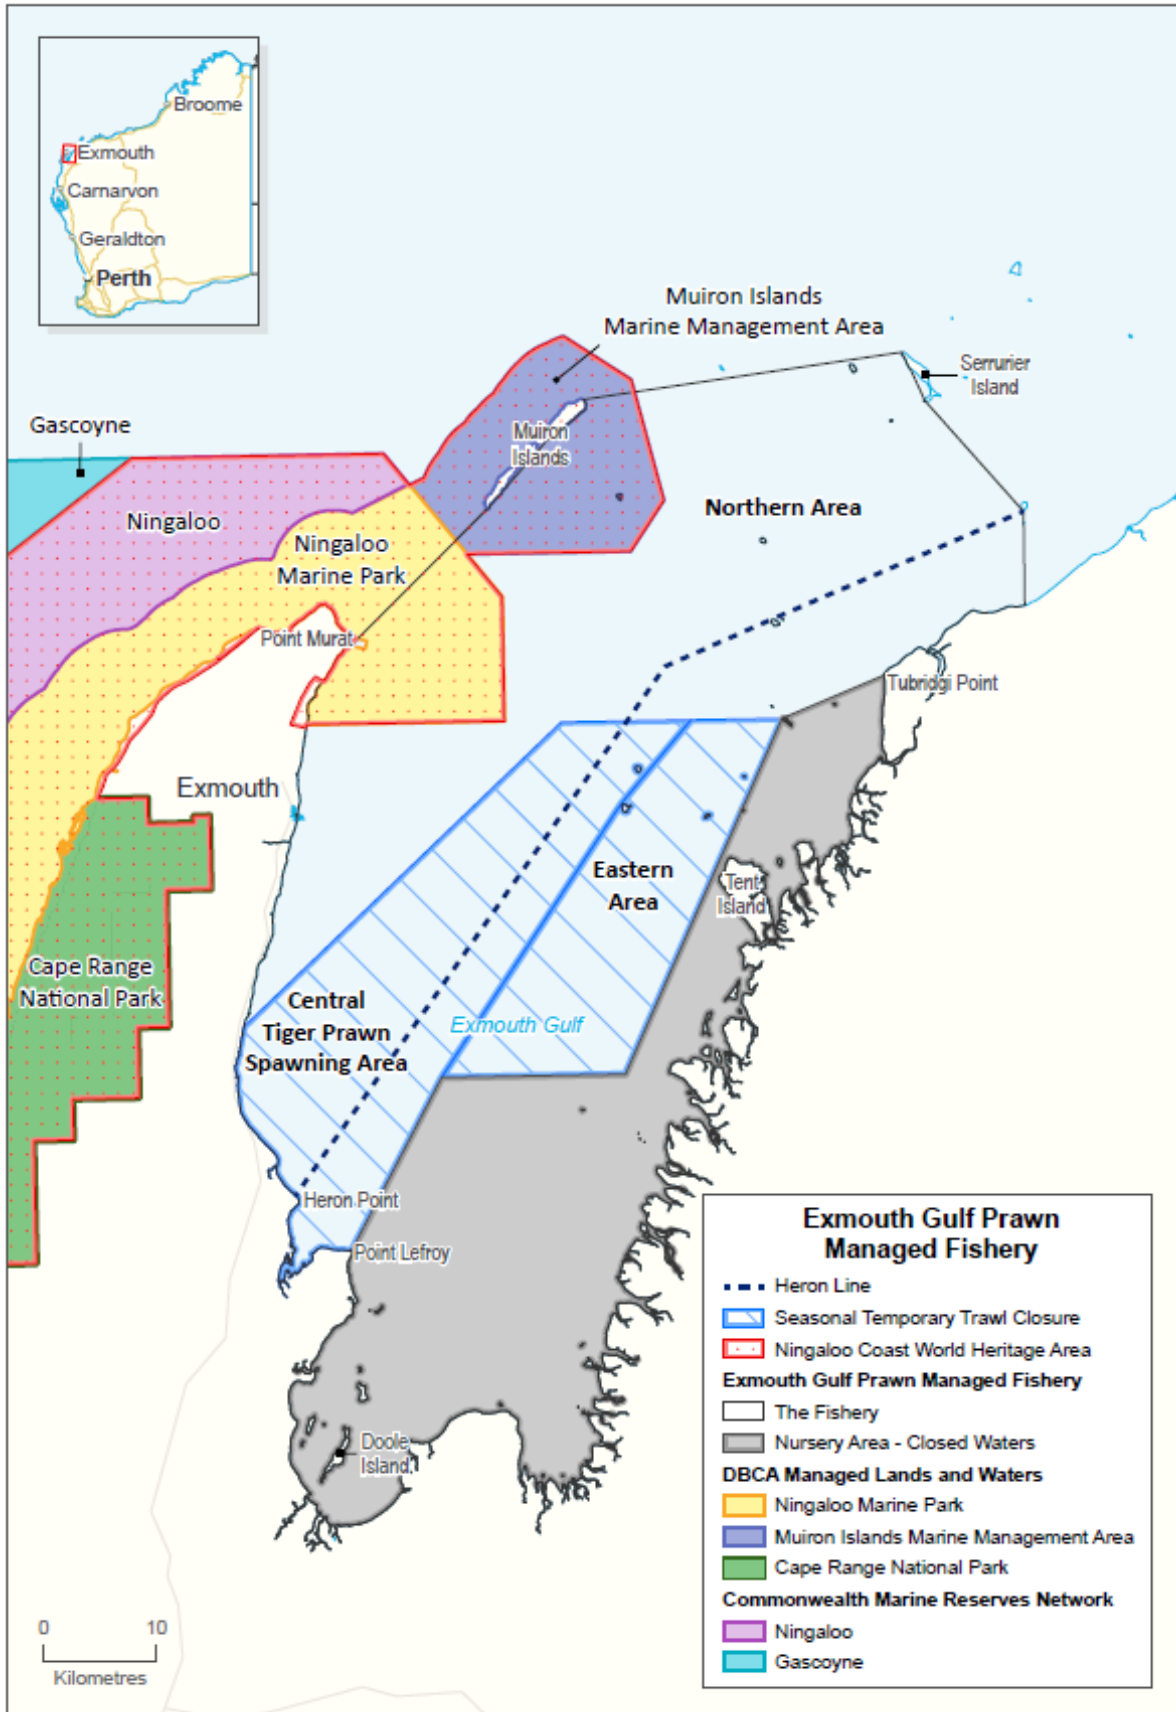 Broome
Exmouth
Carnarvon
Geraldton
Perth
Muiron Islands
Marine Management Area
Serrurier
Island
Gascoyne
Muiron
Islands
Northern Area
Ningaloo
Ningaloo
Marine Park
Point Murat
Tubridgi Point
Exmouth
Eastern
Area
Tent
Island
Cape Range
National Park
Central
Tiger Prawn
Spawning Area
Exmouth Gulf
Heron Point
Point Lefroy
Doole
Island
0 10
Kilometres
Exmouth Gulf Prawn
Managed Fishery
Heron Line
Seasonal Temporary Trawl Closure
Ningaloo Coast World Heritage Area
Exmouth Gulf Prawn Managed Fishery
The Fishery
Nursery Area - Closed Waters
DBCA Managed Lands and Waters
Ningaloo Marine Park
Muiron Islands Marine Management Area
Cape Range National Park
Commonwealth Marine Reserves Network
Ningaloo
Gascoyne